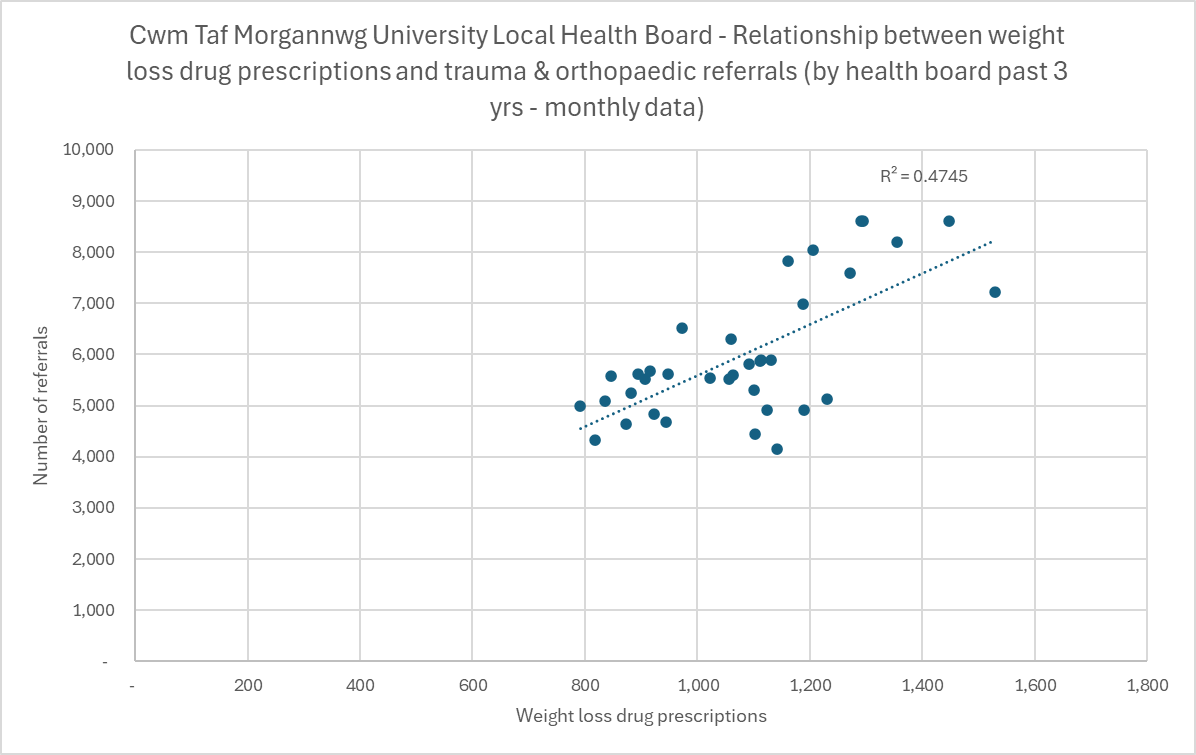 Cwm Taf Morgannwg University Local Health Board - Relationship between weight
loss drug prescriptions and trauma & orthopaedic referrals (by health board past 3
yrs - monthly data)
10,000
R² = 0.4745
9,000
8,000
7,000
6,000
5,000
4,000
3,000
2,000
1,000
-
Number of referrals
- 200 400 600 800 1,000 1,200 1,400 1,600 1,800
Weight loss drug prescriptions